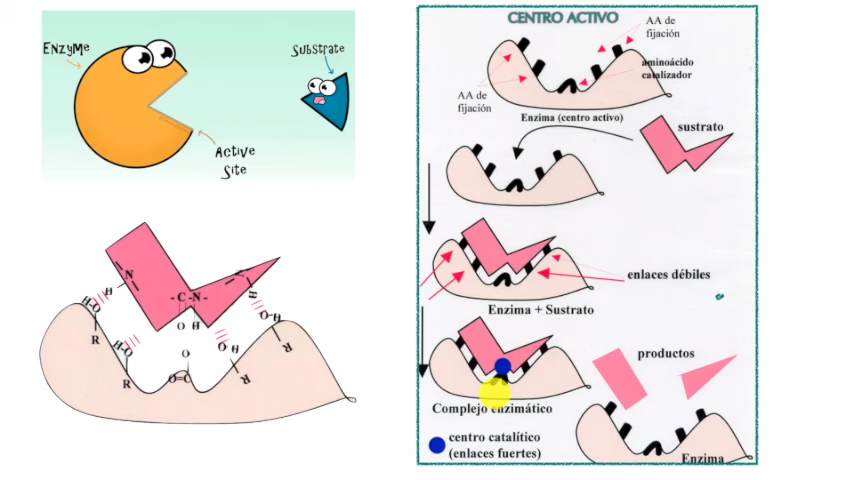 ENZYME
SUBSTRATE
ACTIVE
SITE
N
H
H-O
R
H-O
R
- C - N -
O H
O
O=C
N
H
O-H
R
O H
R
CENTRO ACTIVO
AA de
fijación
aminoácido
catalizador
AA de
fijación
Enzima (centro activo)
sustrato
enlaces débiles
Enzima + Sustrato
productos
Complejo enzimático
centro catalítico
(enlaces fuertes)
Enzima